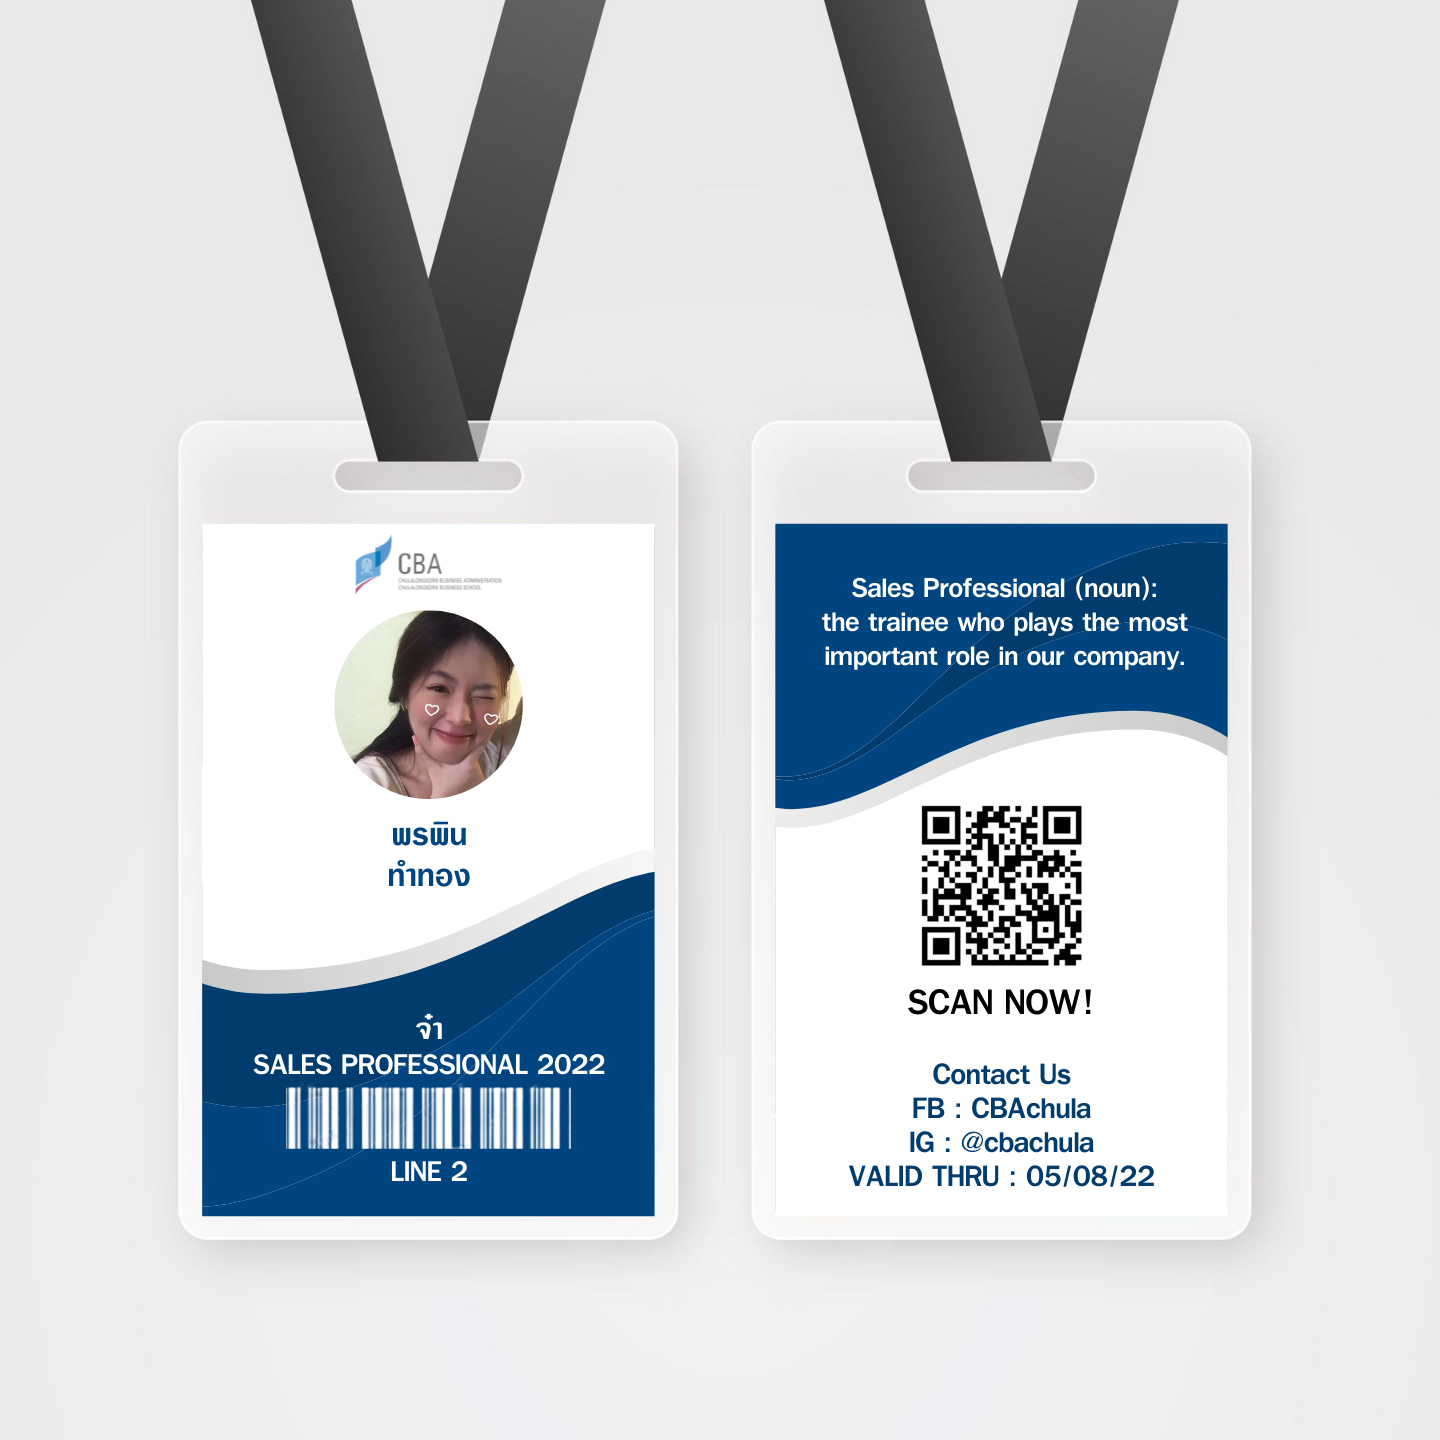 CBA
CHULALONGKORN BUSINESS ADMINISTRATION
CHULALONGKORN BUSINESS SCHOOL
พรพิน
ทำทอง
จ๋า
SALES PROFESSIONAL 2022
LINE 2
Sales Professional (noun):
the trainee who plays the most
important role in our company.
SCAN NOW!
Contact Us
FB : CBAchula
IG : @cbachula
VALID THRU : 05/08/22